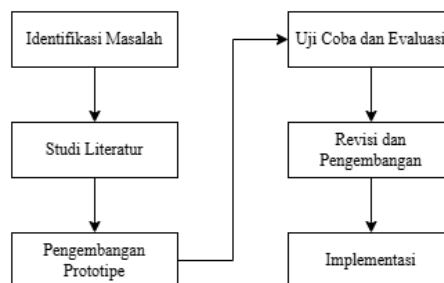 Identifikasi Masalah
Studi Literatur
Pengembangan
Prototipe
Uji Coba dan Evaluasi
Revisi dan
Pengembangan
Implementasi